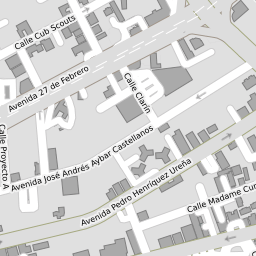 Calle Cub Scouts
Avenida 27 de Febrero
Calle Clarín
Calle Proyecto A
Avenida José Andrés Aybar Castellanos
Avenida Pedro Henríquez Ureña
Calle Madame Cur